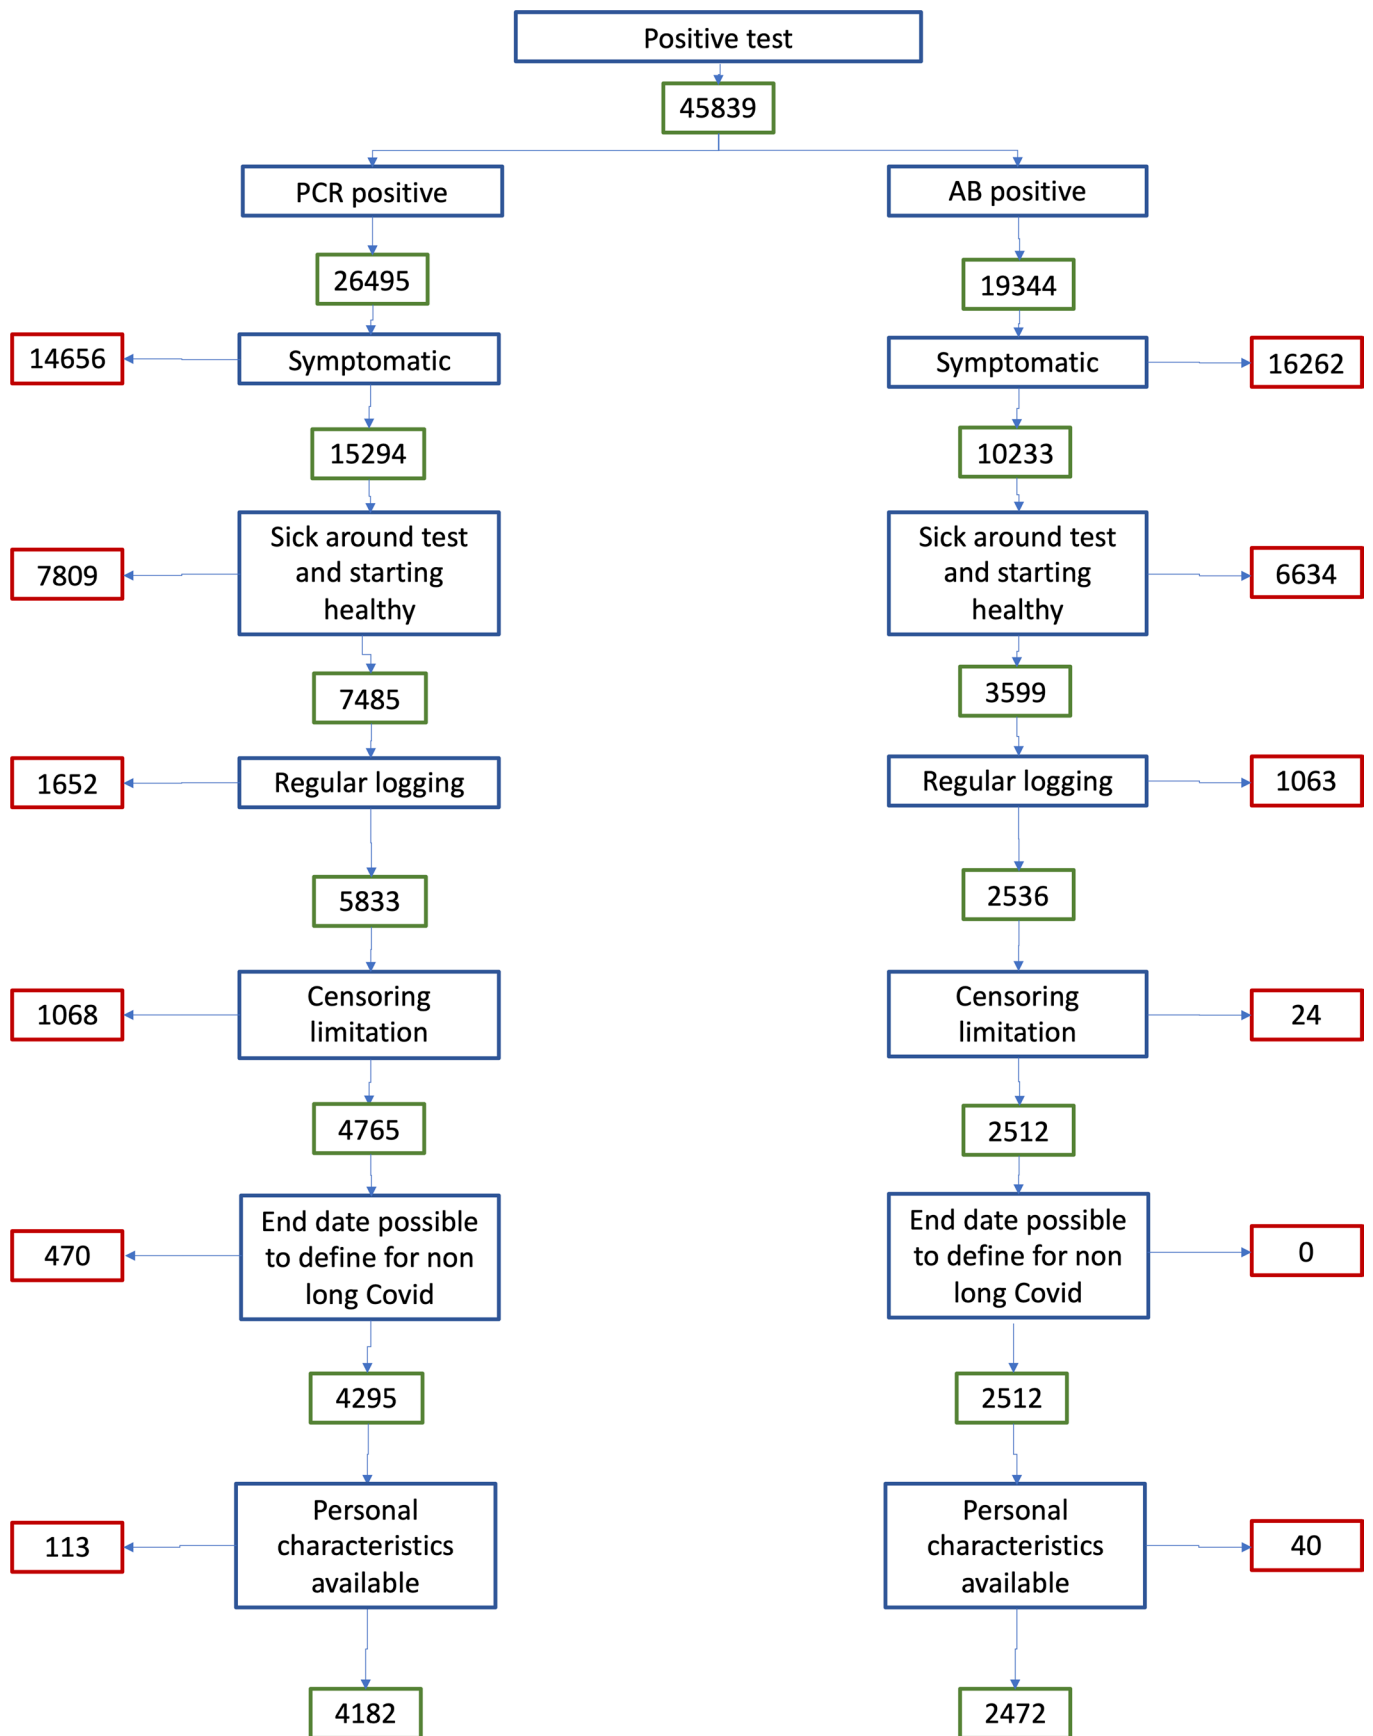 Positive test
45839
PCR positive
AB positive
26495
19344
14656
Symptomatic
Symptomatic
16262
15294
10233
7809
Sick around test
and starting
healthy
Sick around test
and starting
healthy
6634
7485
3599
1652
Regular logging
Regular logging
1063
5833
2536
1068
Censoring
limitation
Censoring
limitation
24
4765
2512
470
End date possible
to define for non
long Covid
End date possible
to define for non
long Covid
0
4295
2512
113
Personal
characteristics
available
Personal
characteristics
available
40
4182
2472